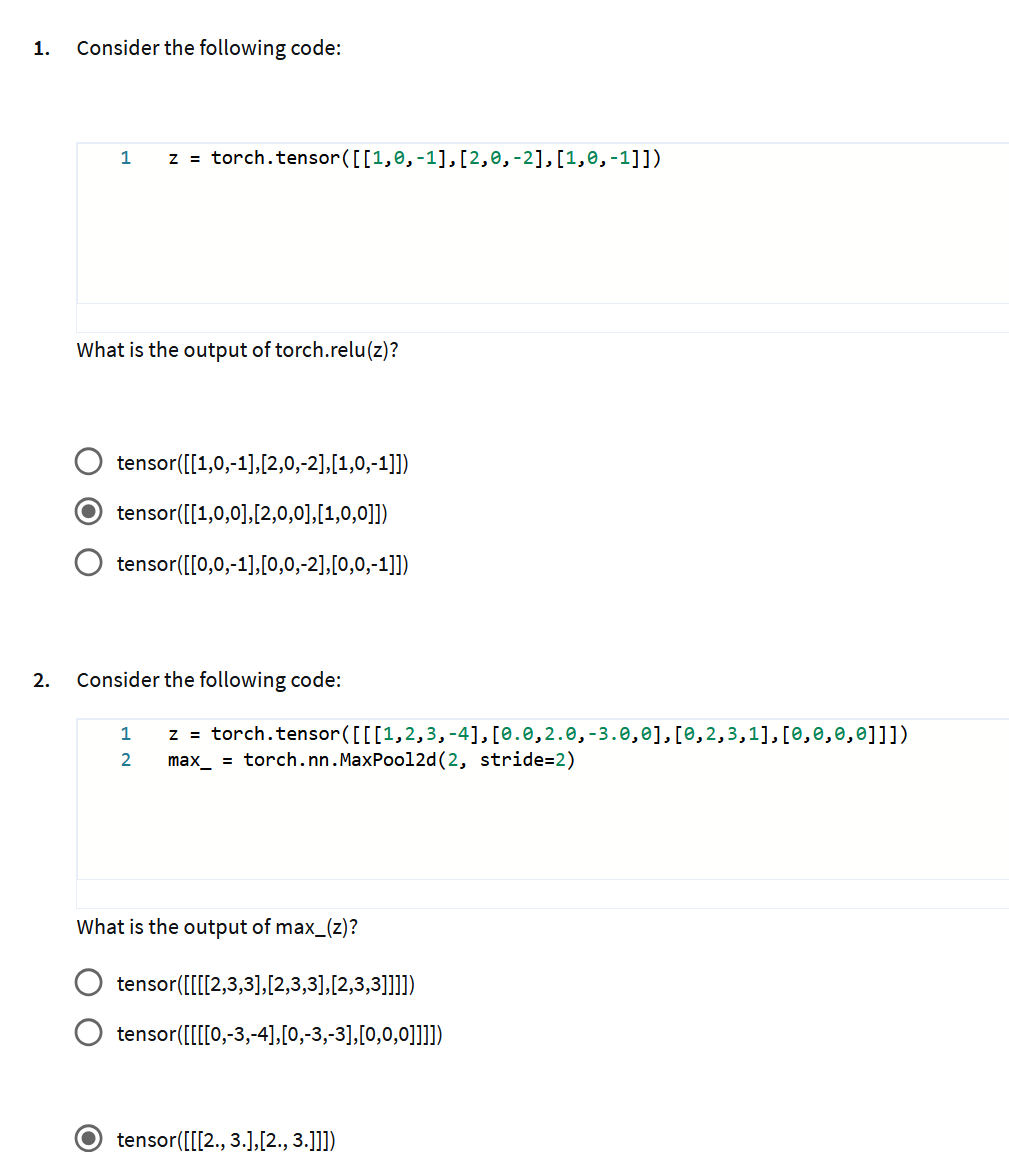 1. Consider the following code:
1 z = torch.tensor([[1,0,-1],[2,0,-2],[1,0,-1]])
What is the output of torch.relu(z)?
tensor([[1,0,-1],[2,0,-2],[1,0,-1]])
tensor([[1,0,0],[2,0,0],[1,0,0]])
tensor([[0,0,-1],[0,0,-2],[0,0,-1]])
2. Consider the following code:
1 z = torch.tensor([[[1,2,3,-4],[0.0,2.0,-3.0,0],[0,2,3,1],[0,0,0,0]]])
2 max_ = torch.nn.MaxPool2d(2, stride=2)
What is the output of max_(z)?
tensor([[[[2,3,3],[2,3,3],[2,3,3]]]])
tensor([[[[0,-3,-4],[0,-3,-3],[0,0,0]]]])
tensor([[[2., 3.],[2., 3.]]])